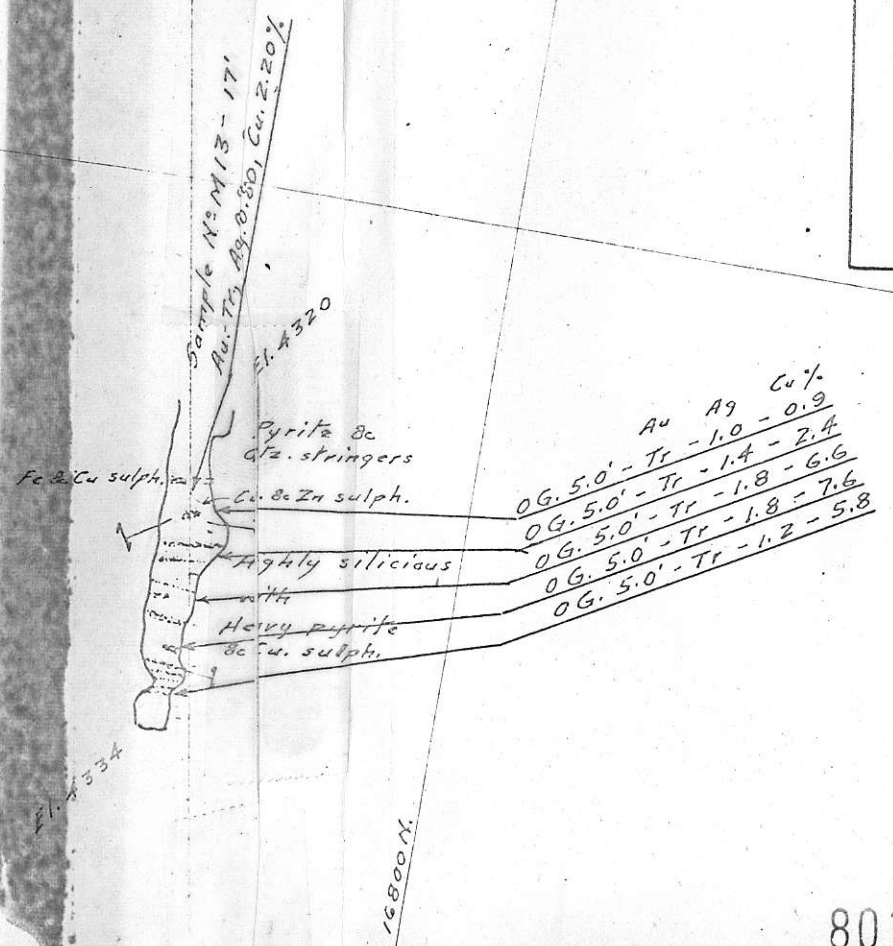 Sample Nº M13-17'
Au. Tr, Ag. 0.80, Cu. 2.20%
El. 4320
Pyrite &
Qtz. stringers
Fe & Cu sulph.
Cu. & Zn sulph.
Highly silicious
with
Heavy pyrite
& Cu. sulph.
Au Ag Cu%
OG. 5.0' - Tr - 1.0 - 0.9
OG. 5.0' - Tr - 1.4 - 2.4
OG. 5.0' - Tr - 1.8 - 6.6
OG. 5.0' - Tr - 1.8 - 7.6
OG. 5.0' - Tr - 1.2 - 5.8
El. 4334
16800 N.
80